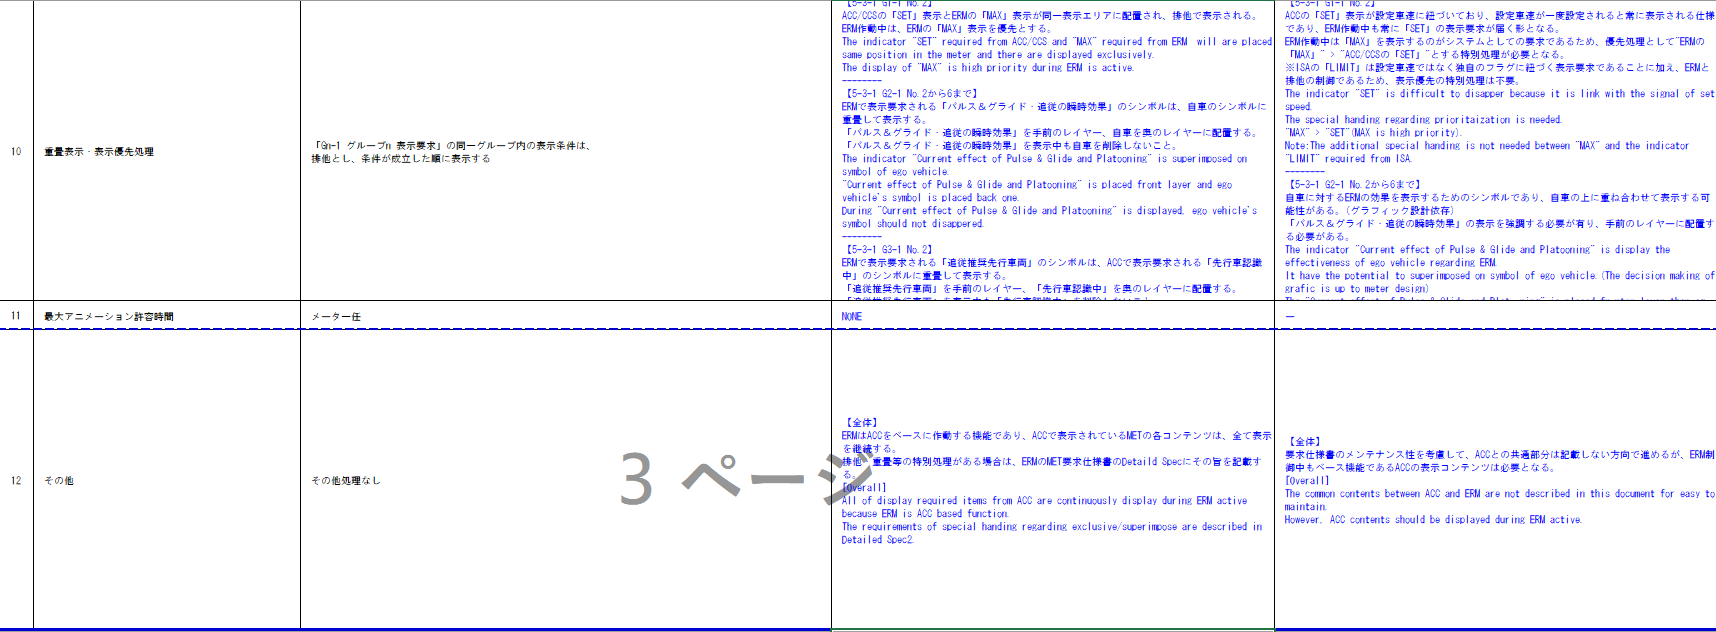 10
重畳表示・表示優先処理
「Gn-1 グループn 表示要求」の同一グループ内の表示条件は、
排他とし、条件が成立した順に表示する
【5-3-1 G1-1 No.2】
ACC/CCSの「SET」表示とERMの「MAX」表示が同一表示エリアに配置され、排他で表示される。
ERM作動中は、ERMの「MAX」表示を優先とする。
The indicator "SET" required from ACC/CCS and "MAX" required from ERM will are placed
same position in the meter and there are displayed exclusively.
The display of "MAX" is high priority during ERM is active.
--------
【5-3-1 G2-1 No.2から6まで】
ERMで表示要求される「パルス＆グライド・追従の瞬時効果」のシンボルは、自車のシンボルに
重畳して表示する。
「パルス＆グライド・追従の瞬時効果」を手前のレイヤー、自車を奥のレイヤーに配置する。
「パルス＆グライド・追従の瞬時効果」を表示中も自車を削除しないこと。
The indicator "Current effect of Pulse & Glide and Platooning" is superimposed on
symbol of ego vehicle.
"Current effect of Pulse & Glide and Platooning" is placed front layer and ego
vehicle's symbol is placed back one.
During "Current effect of Pulse & Glide and Platooning" is displayed, ego vehicle's
symbol should not disappered.
--------
【5-3-1 G3-1 No.2】
ERMで表示要求される「追従推奨先行車両」のシンボルは、ACCで表示要求される「先行車認識
中」のシンボルに重畳して表示する。
「追従推奨先行車両」を手前のレイヤー、「先行車認識中」を奥のレイヤーに配置する。
「追従推奨先行車両」を表示中も「先行車認識中」を削除しないこと。
【5-3-1 G1-1 No.2】
ACCの「SET」表示が設定車速に紐づいており、設定車速が一度設定されると常に表示される仕様
であり、ERM作動中も常に「SET」の表示要求が届く形となる。
ERM作動中は「MAX」を表示するのがシステムとしての要求であるため、優先処理として"ERMの
「MAX」" > "ACC/CCSの「SET」"とする特別処理が必要となる。
※ISAの「LIMIT」は設定車速ではなく独自のフラグに紐づく表示要求であることに加え、ERMと
排他の制御であるため、表示優先の特別処理は不要。
The indicator "SET" is difficult to disapper because it is link with the signal of set
speed.
The special handing regarding prioritaization is needed.
"MAX" > "SET"(MAX is high priority).
Note:The additional special handing is not needed between "MAX" and the indicator
"LIMIT" required from ISA.
--------
【5-3-1 G2-1 No.2から6まで】
自車に対するERMの効果を表示するためのシンボルであり、自車の上に重ね合わせて表示する可
能性がある。(グラフィック設計依存)
「パルス＆グライド・追従の瞬時効果」の表示を強調する必要が有り、手前のレイヤーに配置す
る必要がある。
The indicator "Current effect of Pulse & Glide and Platooning" is display the
effectiveness of ego vehicle regarding ERM
It have the potential to superimposed on symbol of ego vehicle.(The decision making of
grafic is up to meter design)
11
最大アニメーション許容時間
メーター任
NONE
ー
12
その他
その他処理なし
【全体】
ERMはACCをベースに作動する機能であり、ACCで表示されているMETの各コンテンツは、全て表示
を継続する。
排他・重畳等の特別処理がある場合は、ERMのMET要求仕様書のDetaild Specにその旨を記載す
る。
[Overall]
All of display required items from ACC are continuously display during ERM active
because ERM is ACC based function.
The requirements of special handing regarding exclusive/superimpose are described in
Detailed Spec2.
【全体】
要求仕様書のメンテナンス性を考慮して、ACCとの共通部分は記載しない方向で進めるが、ERM制
御中もベース機能であるACCの表示コンテンツは必要となる。
[Overall]
The common contents between ACC and ERM are not described in this document for easy to
maintain.
However, ACC contents should be displayed during ERM active.
3 ページ